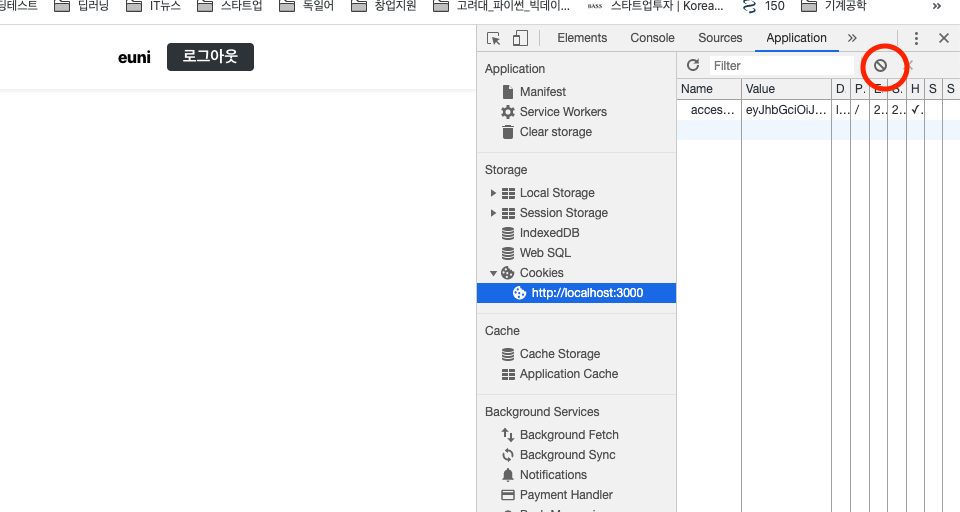 딩테스트 딥러닝 IT뉴스 스타트업 독일어 창업지원 고려대_파이썬_빅데이... BASS 스타트업투자 | Korea... 150 기계공학 »
euni 로그아웃
Elements Console Sources Application »
Application
Manifest
Service Workers
Clear storage
Storage
Local Storage
Session Storage
IndexedDB
Web SQL
Cookies
http://localhost:3000
Cache
Cache Storage
Application Cache
Background Services
Background Fetch
Background Sync
Notifications
Payment Handler
Filter
Name Value D P. E. S. H S S
acces... eyJhbGciOiJ... l... / 2.. 2.. ✓.